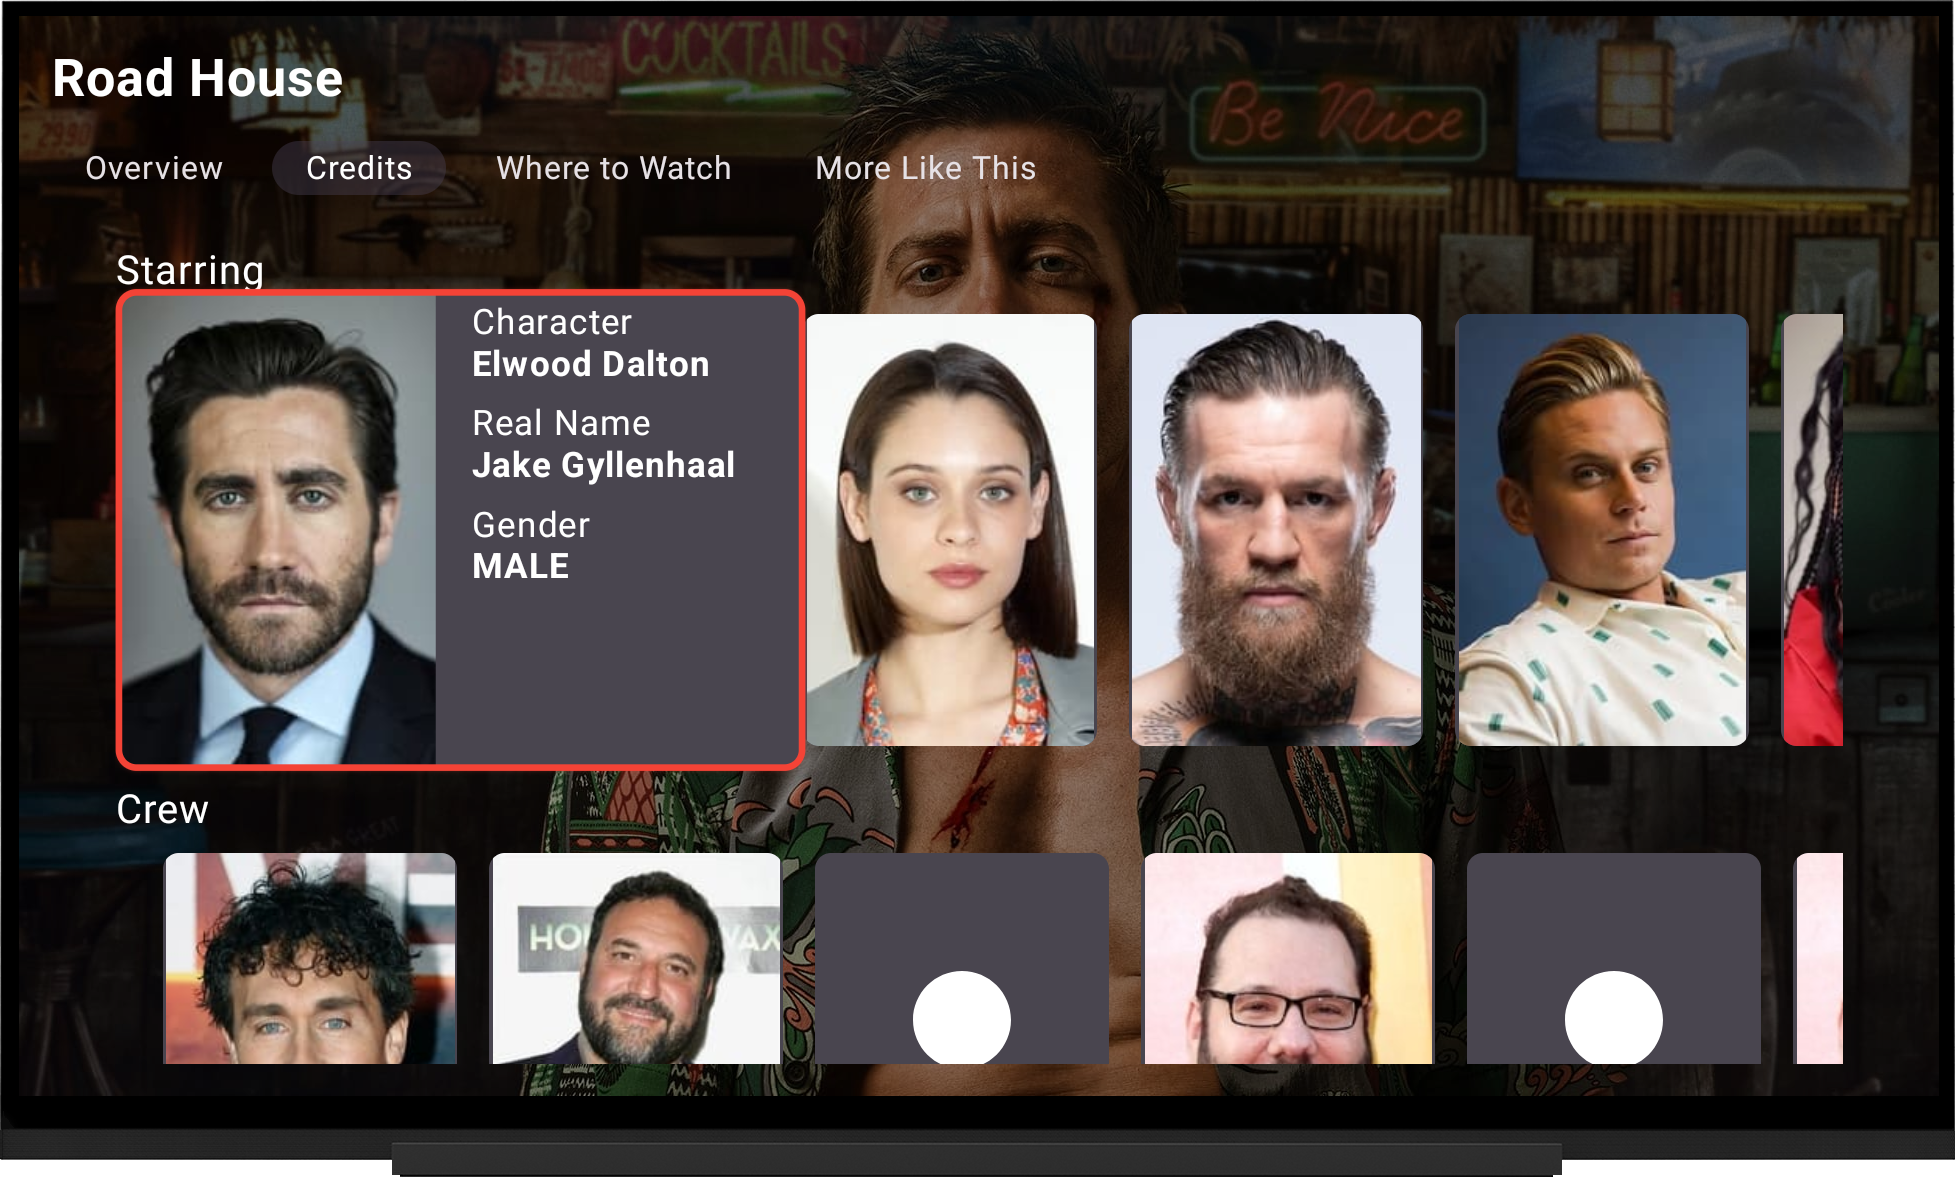 Road House
COCKTAILS
Be Nice
2990
Overview
Credits
Where to Watch
More Like This
Starring
Character
Elwood Dalton
Real Name
Jake Gyllenhaal
Gender
MALE
Crew